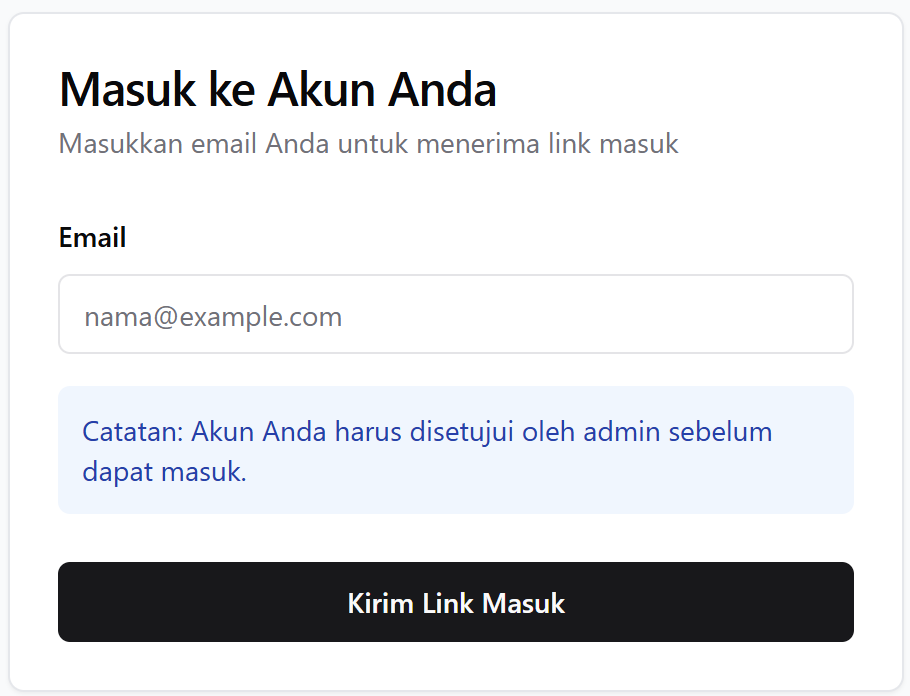 Masuk ke Akun Anda
Masukkan email Anda untuk menerima link masuk
Email
nama@example.com
Catatan: Akun Anda harus disetujui oleh admin sebelum
dapat masuk.
Kirim Link Masuk